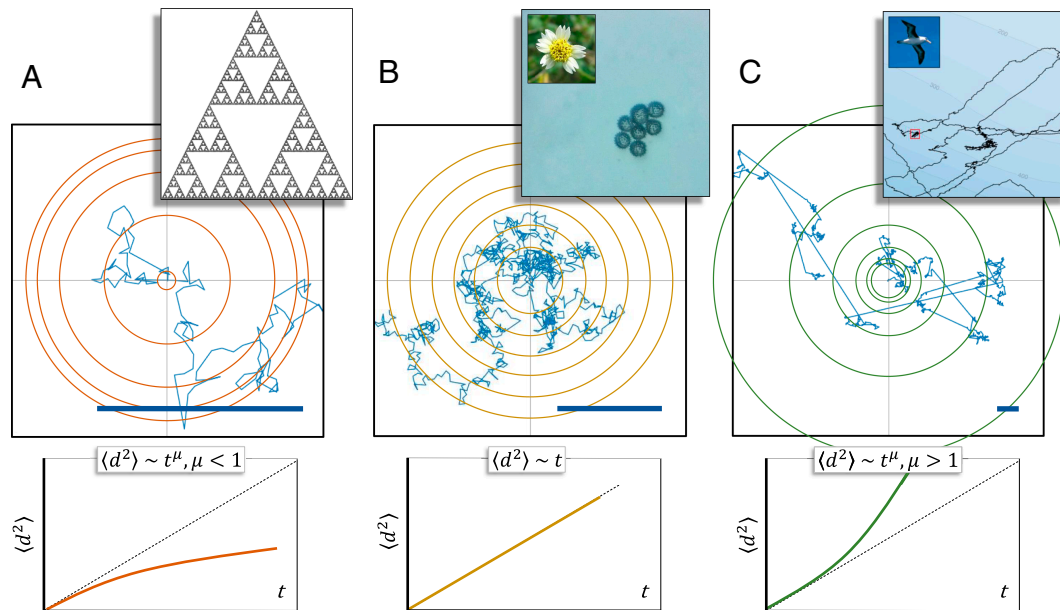 A
B
C
⟨d²⟩ ~ t^μ, μ < 1
⟨d²⟩ ~ t
⟨d²⟩ ~ t^μ, μ > 1
⟨d²⟩
t
⟨d²⟩
t
⟨d²⟩
t